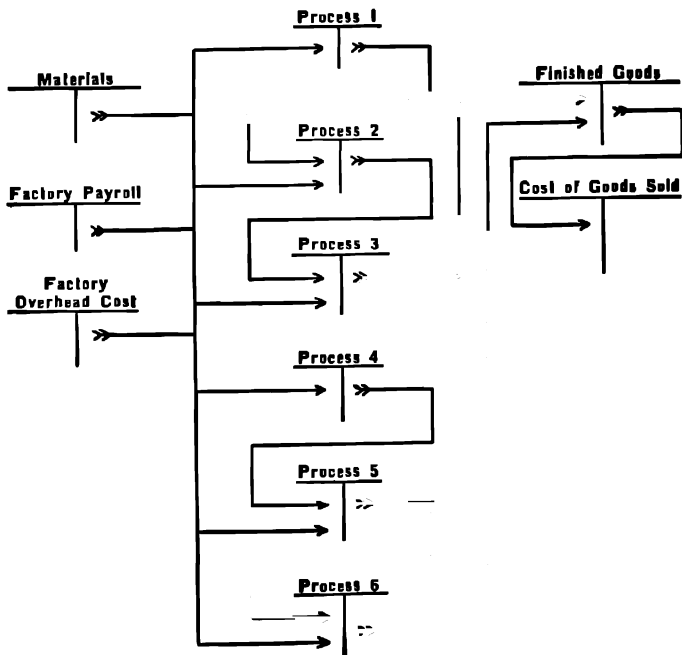 Process 1
Materials
Finished Goods
Process 2
Factory Payroll
Cost of Goods Sold
Process 3
Factory
Overhead Cost
Process 4
Process 5
Process 6